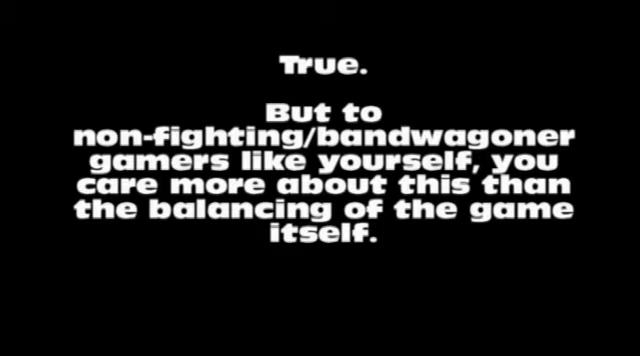 True.
But to
non-fighting/bandwagoner
gamers like yourself, you
care more about this than
the balancing of the game
itself.